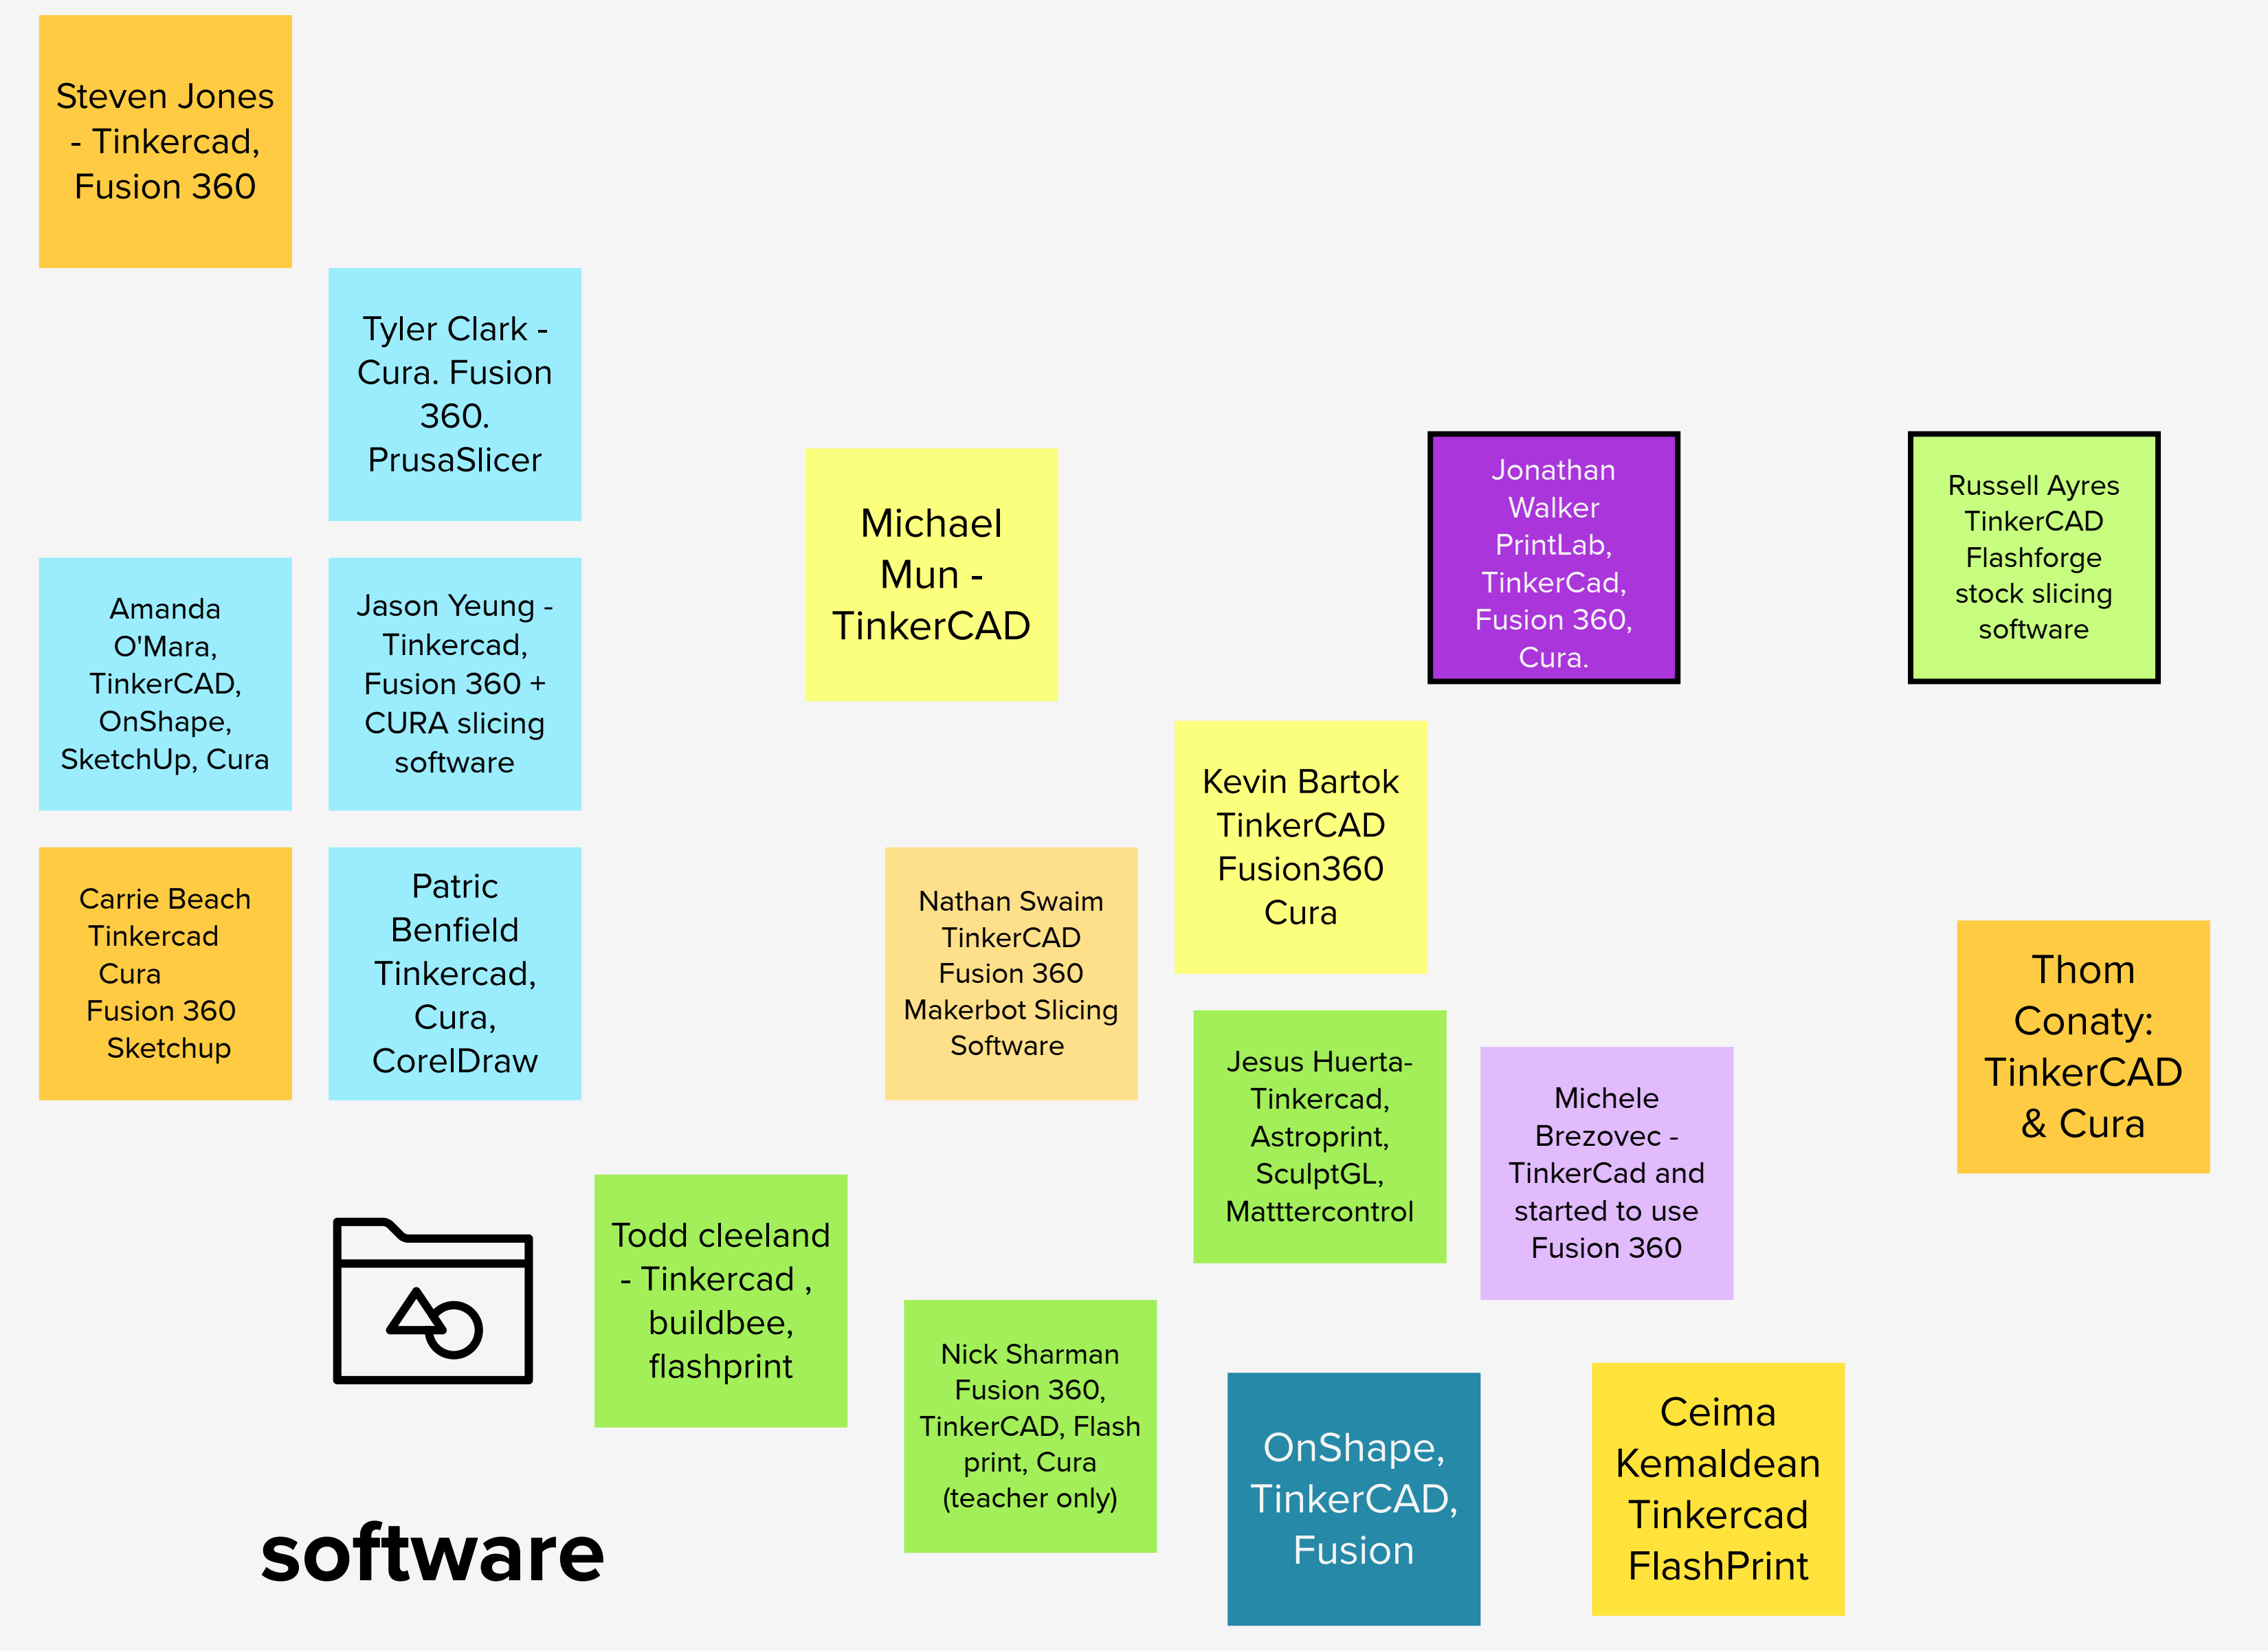 Steven Jones
- Tinkercad,
Fusion 360
Tyler Clark -
Cura. Fusion
360.
PrusaSlicer
Michael
Mun -
TinkerCAD
Jonathan
Walker
PrintLab,
TinkerCad,
Fusion 360,
Cura.
Russell Ayres
TinkerCAD
Flashforge
stock slicing
software
Amanda
O'Mara,
TinkerCAD,
OnShape,
SketchUp, Cura
Jason Yeung -
Tinkercad,
Fusion 360 +
CURA slicing
software
Kevin Bartok
TinkerCAD
Fusion360
Cura
Carrie Beach
Tinkercad
Cura
Fusion 360
Sketchup
Patric
Benfield
Tinkercad,
Cura,
CorelDraw
Nathan Swaim
TinkerCAD
Fusion 360
Makerbot Slicing
Software
Thom
Conaty:
TinkerCAD
& Cura
Jesus Huerta-
Tinkercad,
Astroprint,
SculptGL,
Matttercontrol
Michele
Brezovec -
TinkerCad and
started to use
Fusion 360
Todd cleeland
- Tinkercad ,
buildbee,
flashprint
Nick Sharman
Fusion 360,
TinkerCAD, Flash
print, Cura
(teacher only)
OnShape,
TinkerCAD,
Fusion
Ceima
Kemaldean
Tinkercad
FlashPrint
software